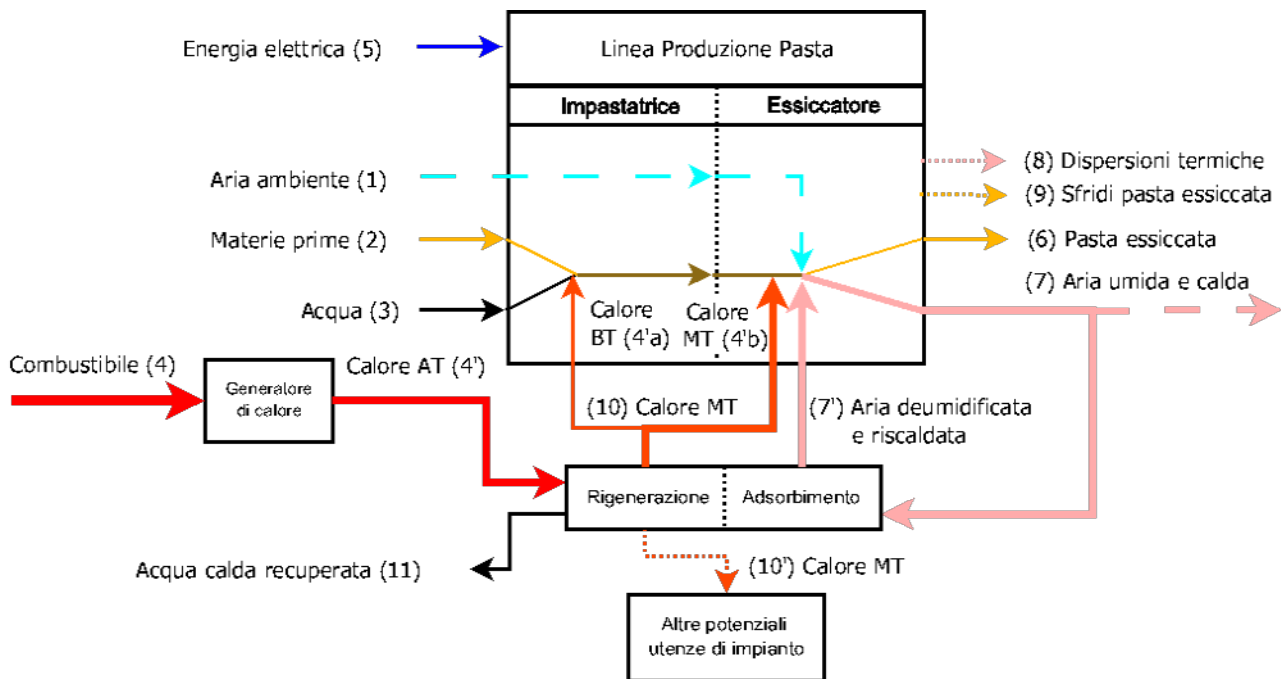 Energia elettrica (5)
Linea Produzione Pasta
Impastatrice
Essiccatore
Aria ambiente (1)
(8) Dispersioni termiche
(9) Sfridi pasta essiccata
Materie prime (2)
(6) Pasta essiccata
(7) Aria umida e calda
Acqua (3)
Calore
BT (4'a)
Calore
MT (4'b)
Combustibile (4)
Calore AT (4')
Generatore
di calore
(10) Calore MT
(7') Aria deumidificata
e riscaldata
Rigenerazione
Adsorbimento
Acqua calda recuperata (11)
(10') Calore MT
Altre potenziali
utenze di impianto